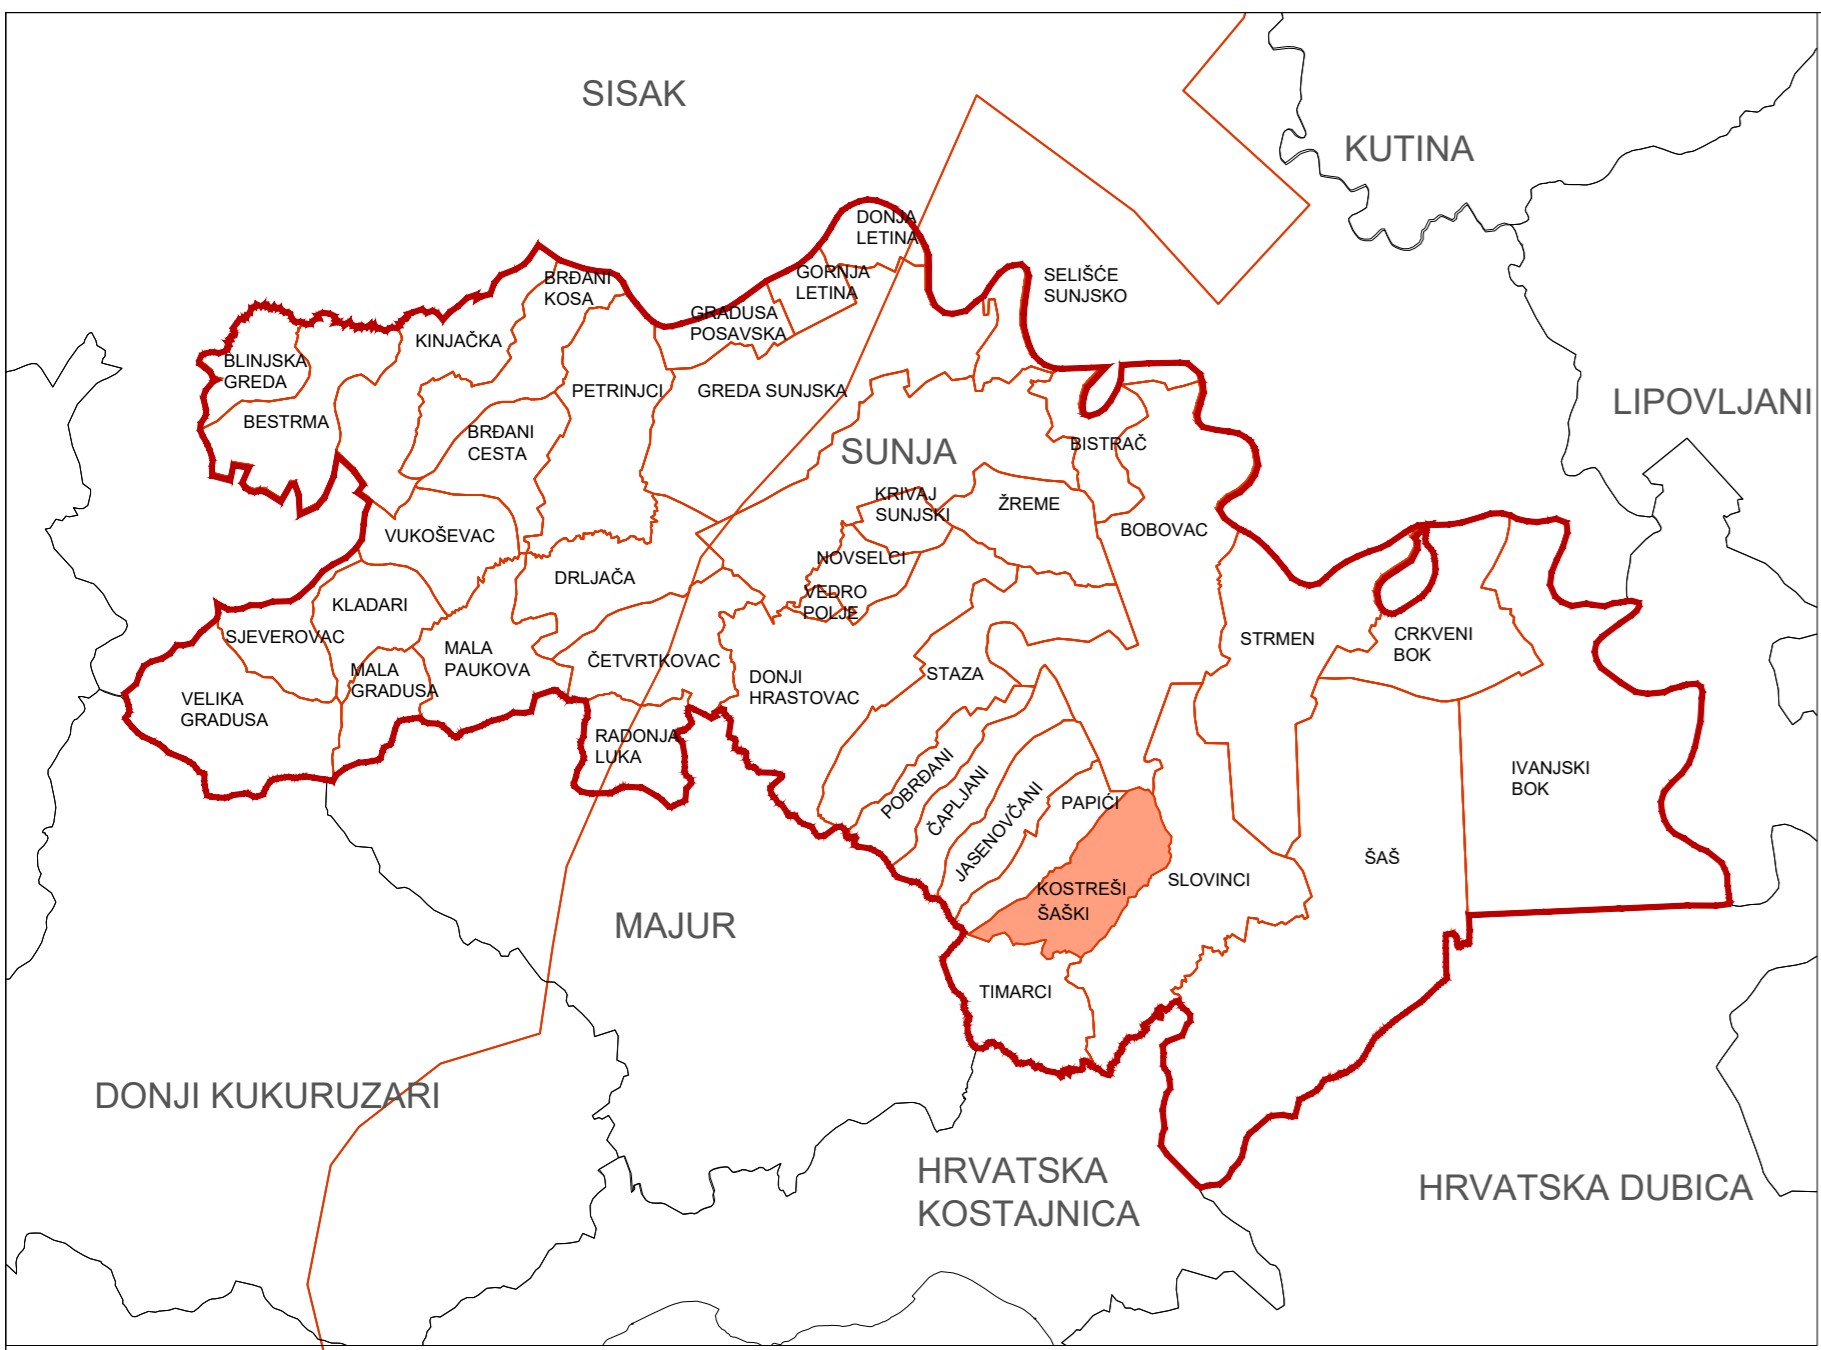 SISAK
KUTINA
DONJA
LETINA
GORNJA
LETINA
SELIŠĆE
SUNJSKO
BRĐANI
KOSA
GRADUSA
POSAVSKA
KINJAČKA
BLINJSKA
GREDA
PETRINJCI
GREDA SUNJSKA
LIPOVLJANI
BESTRMA
BRĐANI
CESTA
SUNJA
BISTRAČ
KRIVAJ
SUNJSKI
ŽREME
BOBOVAC
VUKOŠEVAC
NOVSELCI
DRLJAČA
VEDRO
POLJE
KLADARI
SJEVEROVAC
STRMEN
CRKVENI
BOK
MALA
PAUKOVA
ČETVRTKOVAC
MALA
GRADUSA
DONJI
HRASTOVAC
STAZA
VELIKA
GRADUSA
RADONJA
LUKA
IVANJSKI
BOK
POBRĐANI
ČAPLJANI
JASENOVČANI
PAPIĆI
ŠAŠ
SLOVINCI
KOSTREŠI
ŠAŠKI
MAJUR
TIMARCI
DONJI KUKURUZARI
HRVATSKA
KOSTAJNICA
HRVATSKA DUBICA